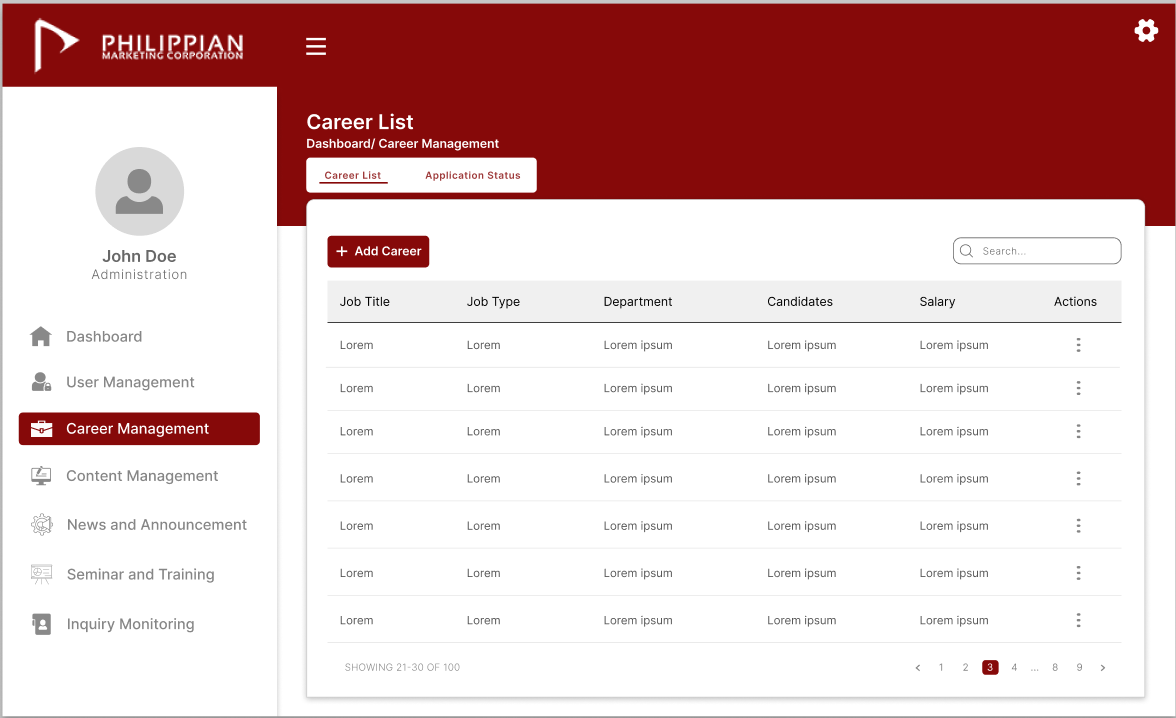 PHILIPPIAN
MARKETING CORPORATION
Career List
Dashboard/ Career Management
Career List Application Status
John Doe
Administration
Dashboard
User Management
Career Management
Content Management
News and Announcement
Seminar and Training
Inquiry Monitoring
+ Add Career Search...
Job Title Job Type Department Candidates Salary Actions
Lorem Lorem Lorem ipsum Lorem ipsum Lorem ipsum
Lorem Lorem Lorem ipsum Lorem ipsum Lorem ipsum
Lorem Lorem Lorem ipsum Lorem ipsum Lorem ipsum
Lorem Lorem Lorem ipsum Lorem ipsum Lorem ipsum
Lorem Lorem Lorem ipsum Lorem ipsum Lorem ipsum
Lorem Lorem Lorem ipsum Lorem ipsum Lorem ipsum
Lorem Lorem Lorem ipsum Lorem ipsum Lorem ipsum
SHOWING 21-30 OF 100 < 1 2 3 4 ... 8 9 >